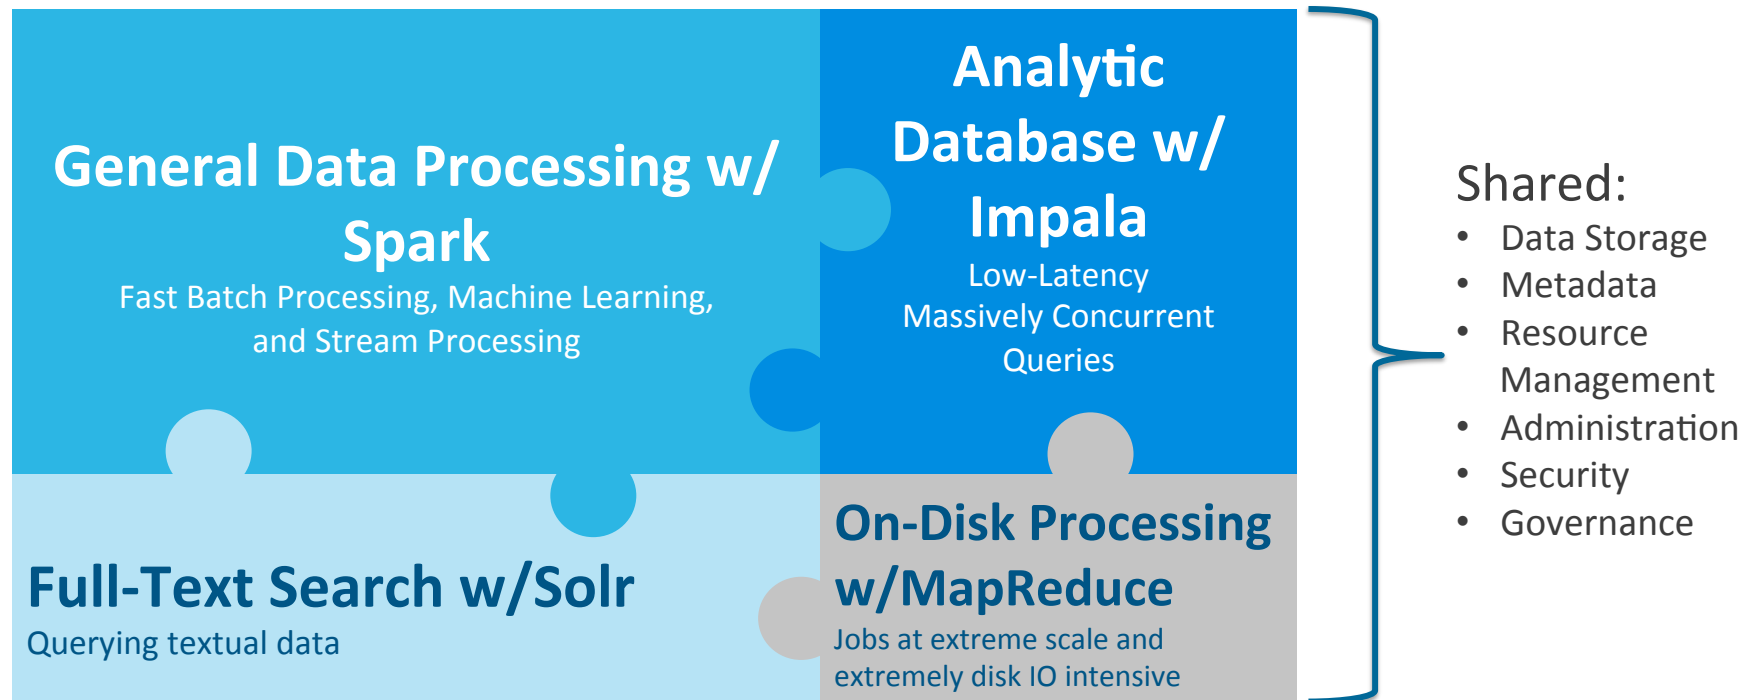 General Data Processing w/
Spark
Fast Batch Processing, Machine Learning,
and Stream Processing
Analytic
Database w/
Impala
Low-Latency
Massively Concurrent
Queries
Full-Text Search w/Solr
Querying textual data
On-Disk Processing
w/MapReduce
Jobs at extreme scale and
extremely disk IO intensive
Shared:
• Data Storage
• Metadata
• Resource
Management
• Administration
• Security
• Governance